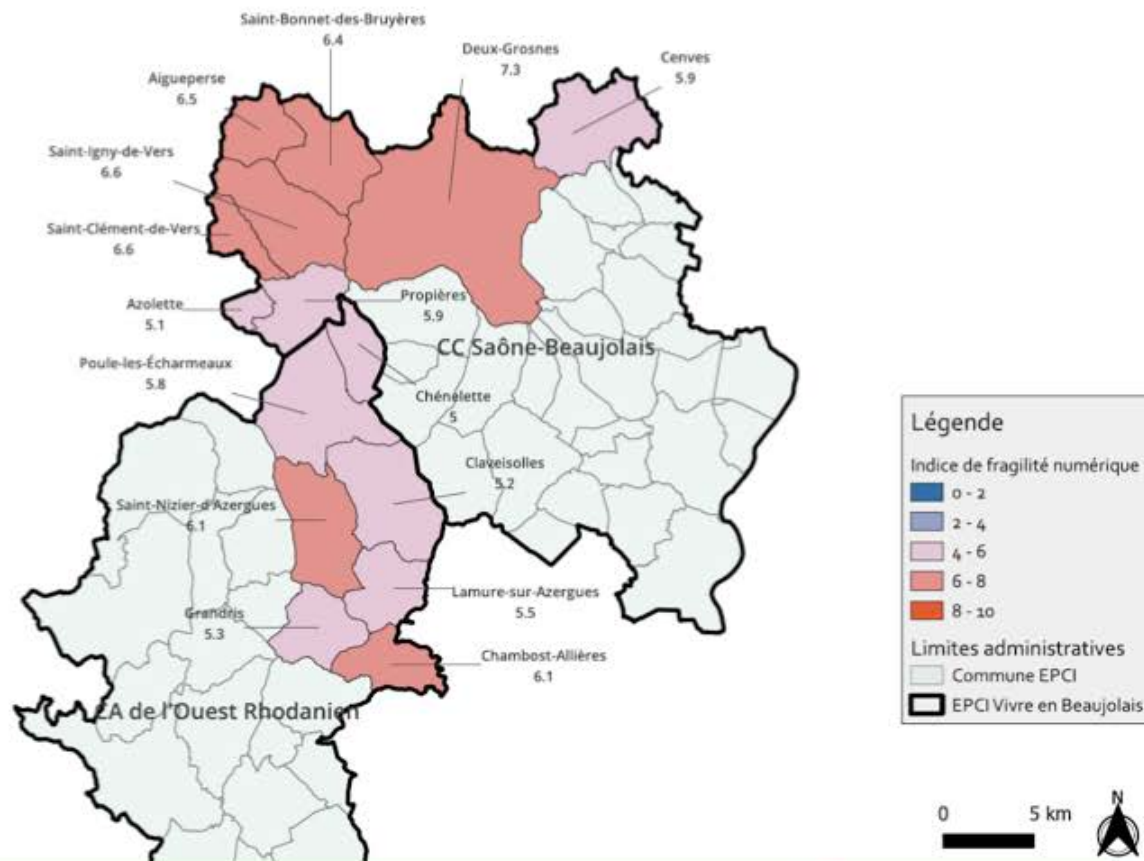 Saint-Bonnet-des-Bruyères
6.4
Deux-Grosnes
7.3
Cenves
5.9
Aigueperse
6.5
Saint-Igny-de-Vers
6.6
Saint-Clément-de-Vers
6.6
Azolette
5.1
Propières
5.9
CC Saône-Beaujolais
Poule-les-Écharmeaux
5.8
Chénelette
5
Claveisolles
5.2
Saint-Nizier-d'Azergues
6.1
Lamure-sur-Azergues
5.5
Grandris
5.3
Chambost-Allières
6.1
CA de l'Ouest Rhodanien
Légende
Indice de fragilité numérique
0 - 2
2 - 4
4 - 6
6 - 8
8 - 10
Limites administratives
Commune EPCI
EPCI Vivre en Beaujolais
0 5 km
N